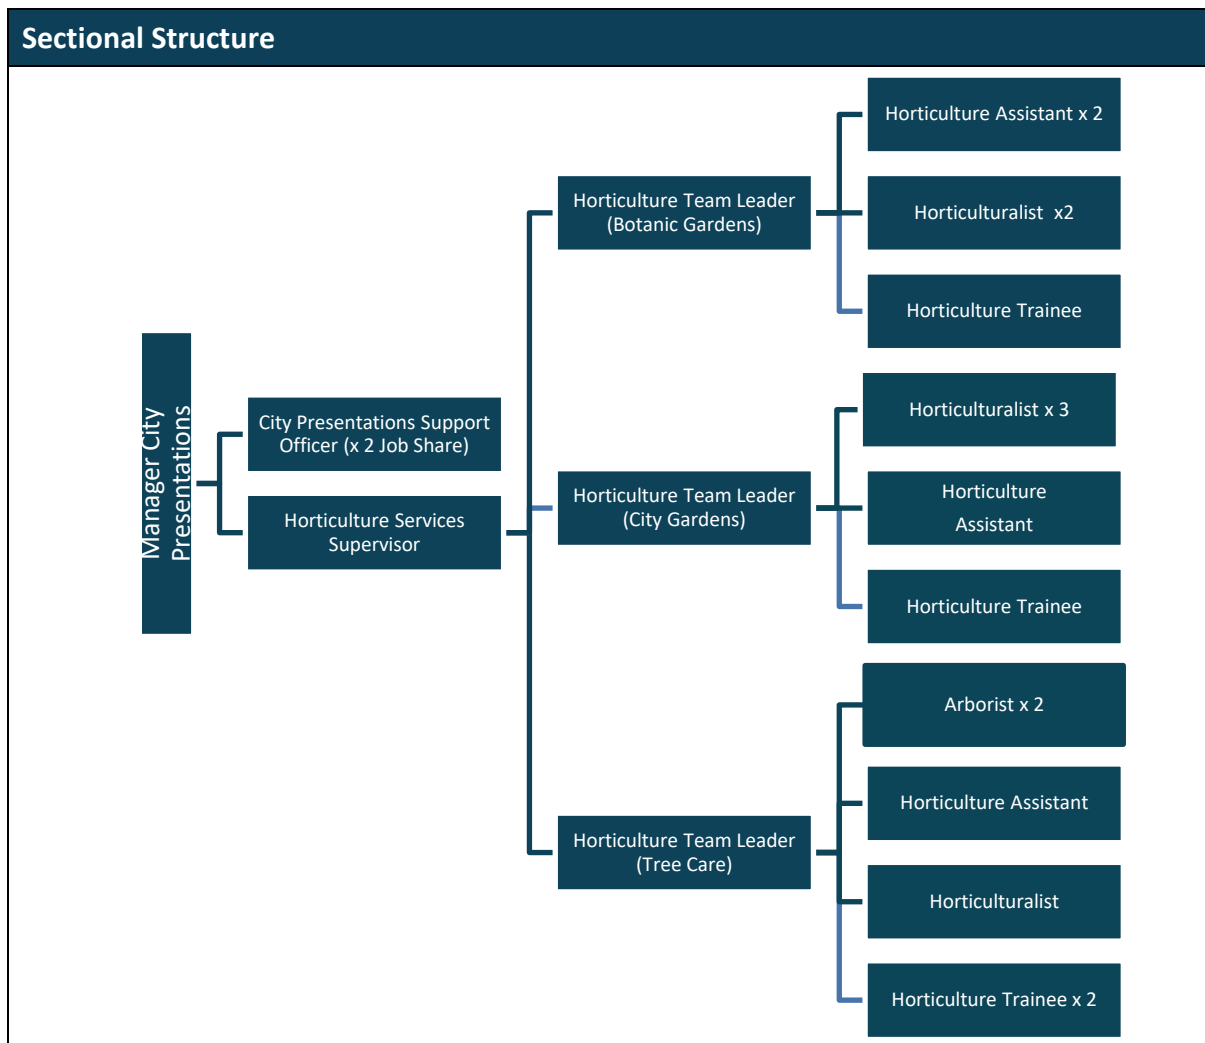 Sectional Structure
Manager City
Presentations
City Presentations Support
Officer (x 2 Job Share)
Horticulture Services
Supervisor
Horticulture Team Leader
(Botanic Gardens)
Horticulture Assistant x 2
Horticulturalist  x2
Horticulture Trainee
Horticulture Team Leader
(City Gardens)
Horticulturalist x 3
Horticulture
Assistant
Horticulture Trainee
Horticulture Team Leader
(Tree Care)
Arborist x 2
Horticulture Assistant
Horticulturalist
Horticulture Trainee x 2